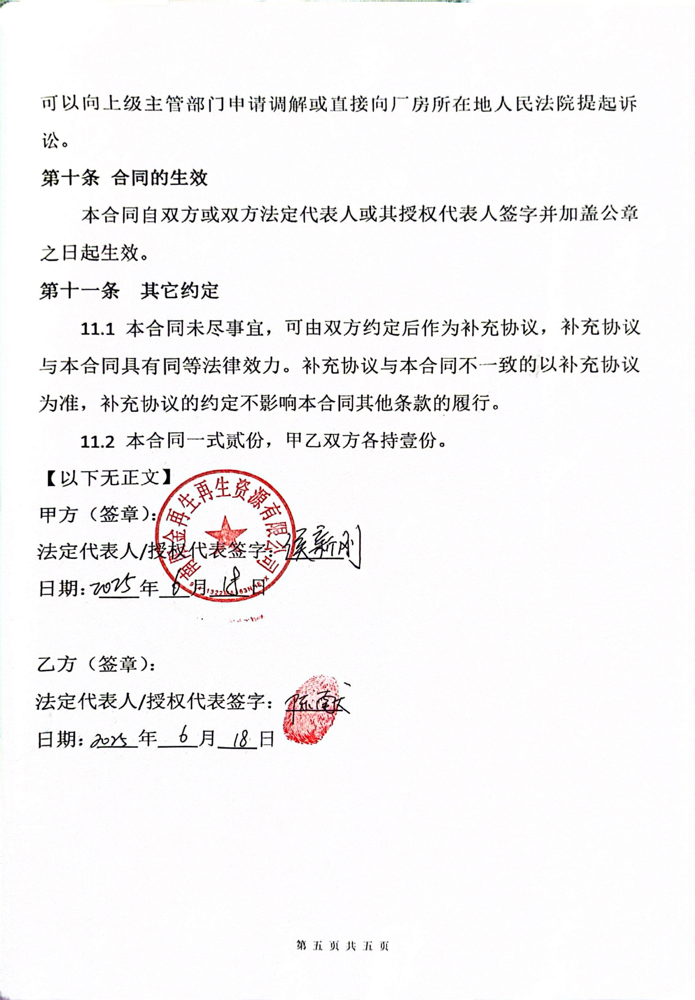 可以向上级主管部门申请调解或直接向厂房所在地人民法院提起诉
讼。
第十条 合同的生效
本合同自双方或双方法定代表人或其授权代表人签字并加盖公章
之日起生效。
第十一条 其它约定
11.1 本合同未尽事宜，可由双方约定后作为补充协议，补充协议
与本合同具有同等法律效力。补充协议与本合同不一致的以补充协议
为准，补充协议的约定不影响本合同其他条款的履行。
11.2 本合同一式贰份，甲乙双方各持壹份。
【以下无正文】
甲方（签章）：
南阳金再生再生资源有限公司
法定代表人/授权代表签字：侯新刚
日期：2025年6月18日
乙方（签章）：
法定代表人/授权代表签字：陈南
日期：2025年6月18日
第五页共五页